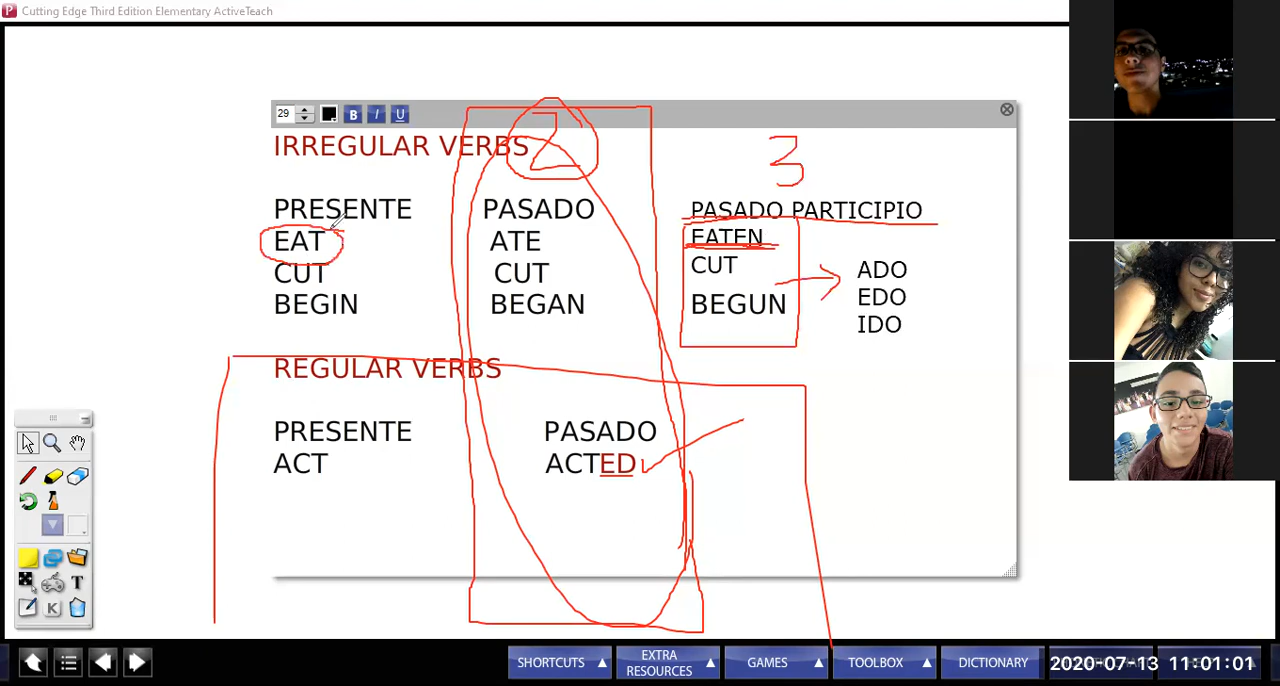 Cutting Edge Third Edition Elementary ActiveTeach
29 B I U
IRREGULAR VERBS 2 3
PRESENTE PASADO PASADO PARTICIPIO
EAT ATE EATEN
CUT CUT CUT ADO
BEGIN BEGAN BEGUN EDO
IDO
REGULAR VERBS
PRESENTE PASADO
ACT ACTED
T
K
SHORTCUTS EXTRA RESOURCES GAMES TOOLBOX DICTIONARY 2020-07-13 11:01:01